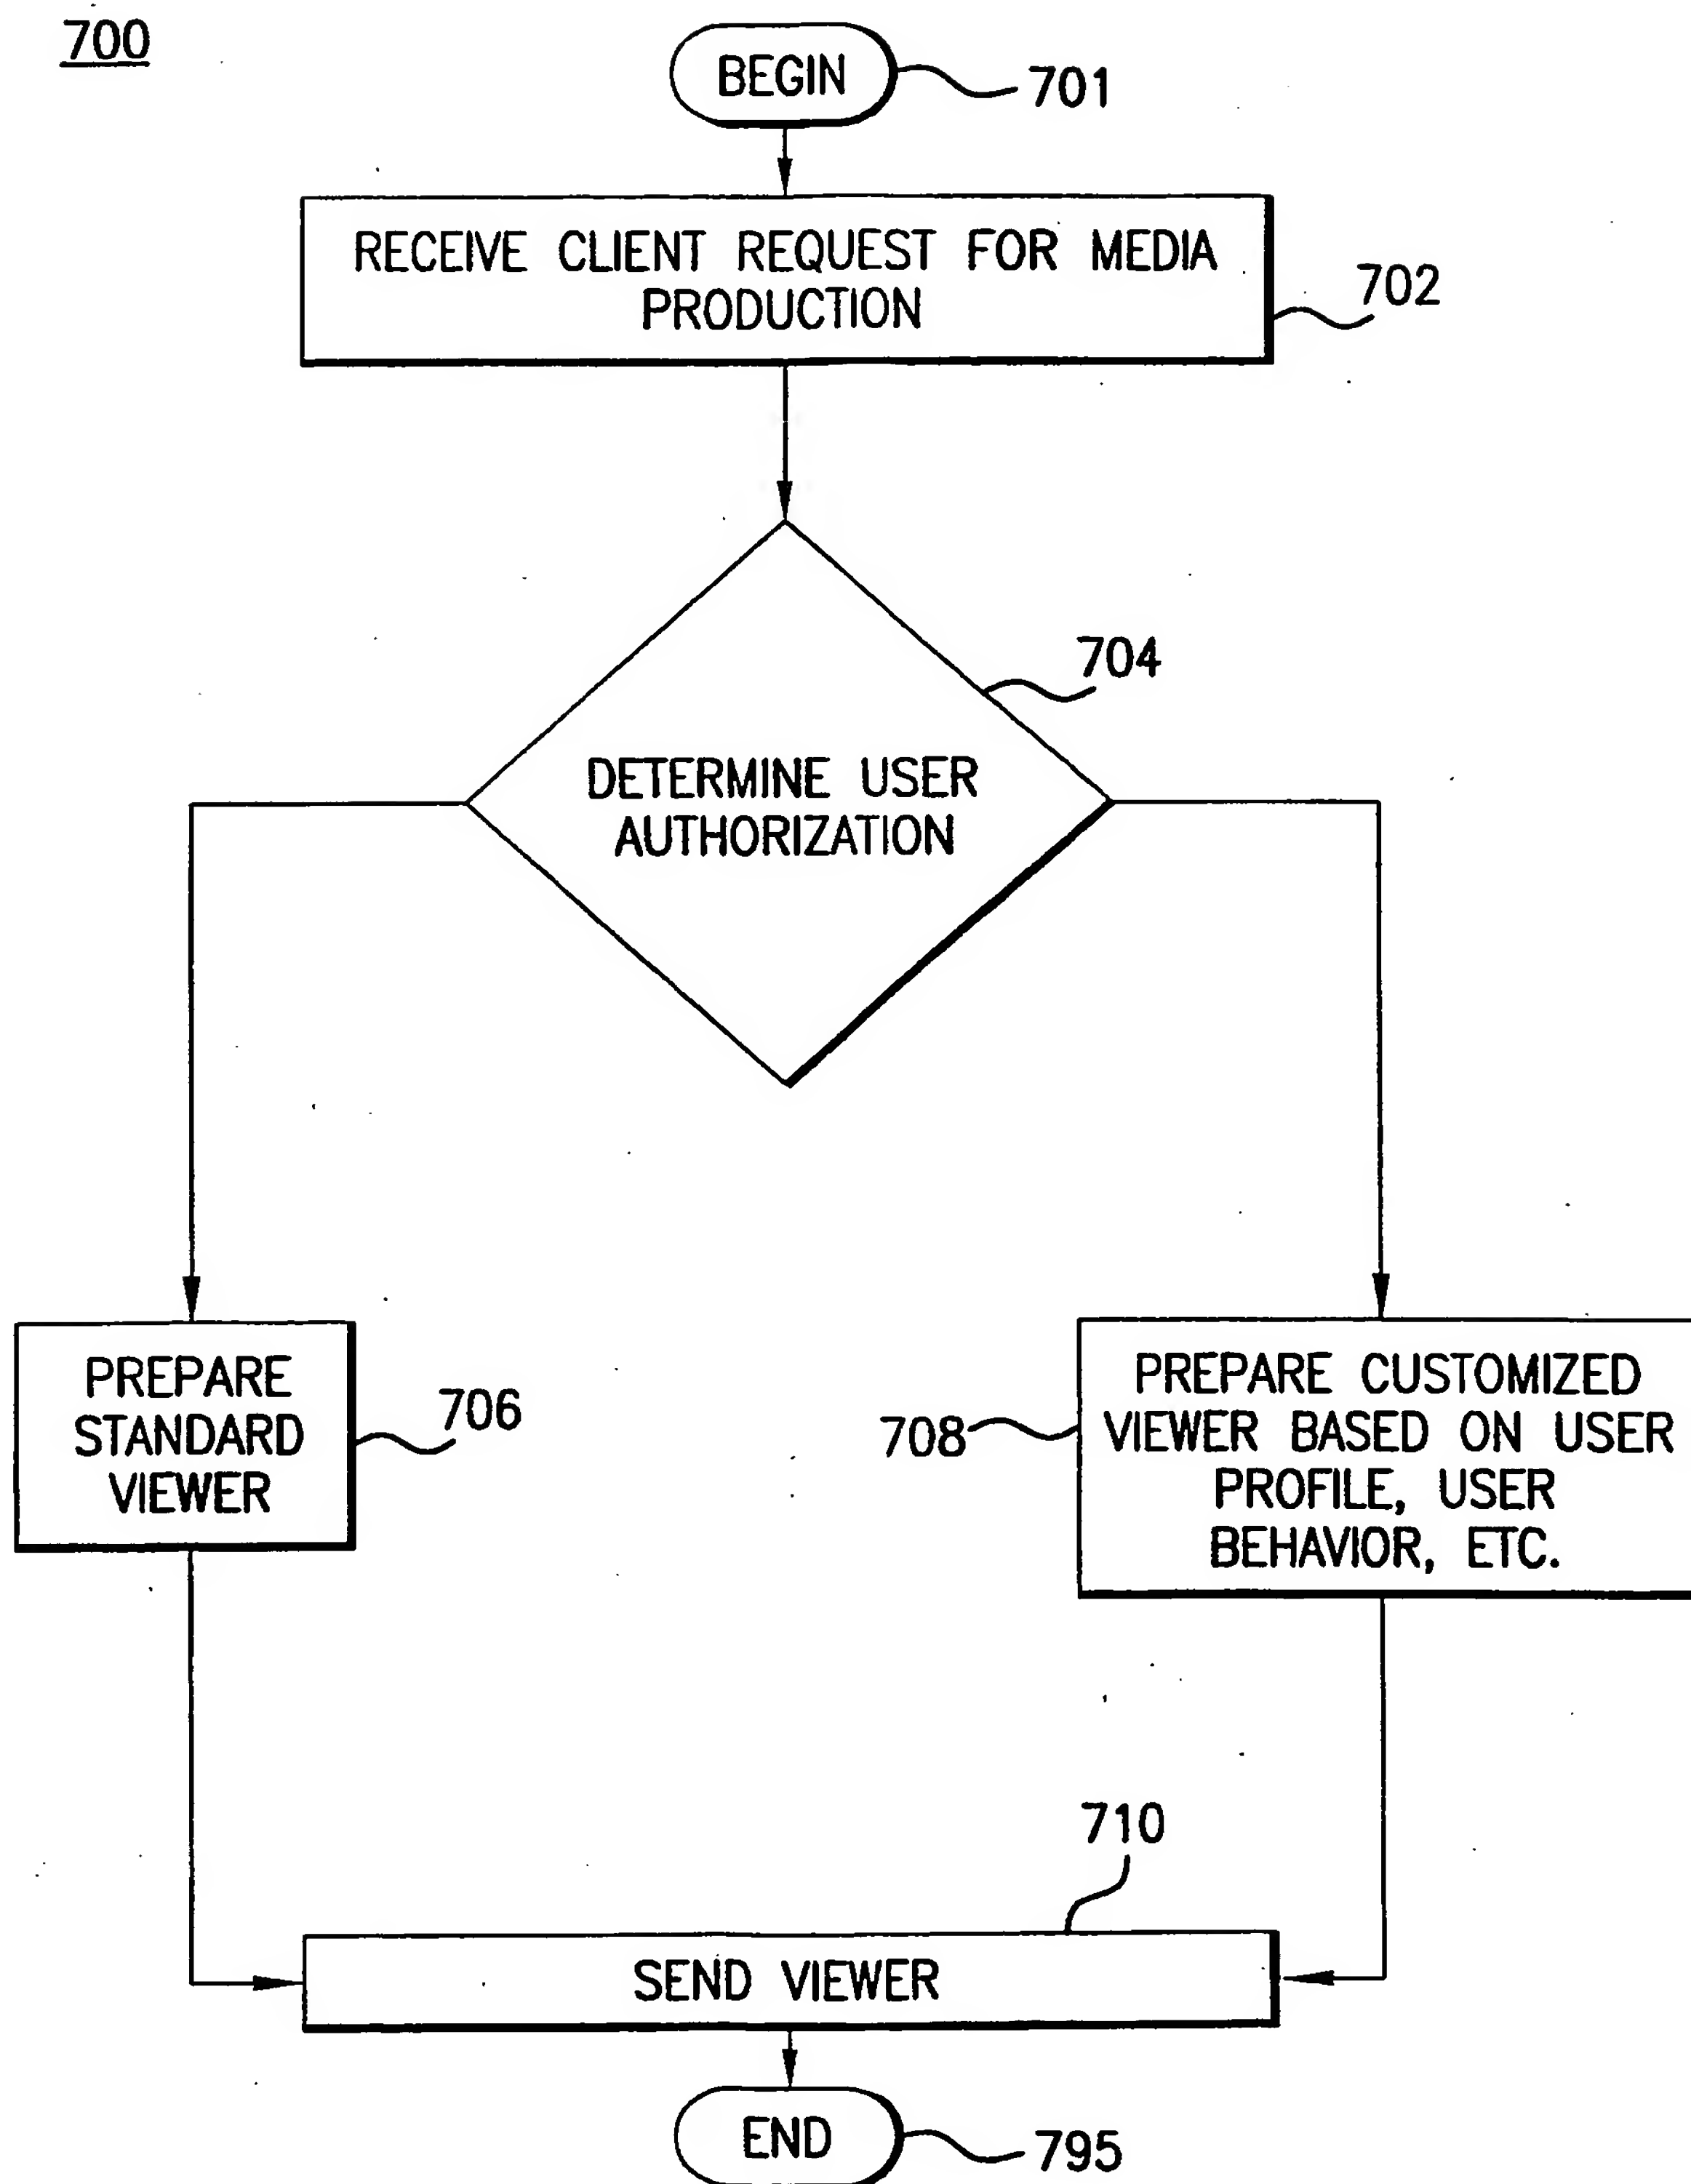 700
BEGIN
701
RECEIVE CLIENT REQUEST FOR MEDIA
PRODUCTION
702
704
DETERMINE USER
AUTHORIZATION
PREPARE
STANDARD
VIEWER
706
708
PREPARE CUSTOMIZED
VIEWER BASED ON USER
PROFILE, USER
BEHAVIOR, ETC.
710
SEND VIEWER
END
795